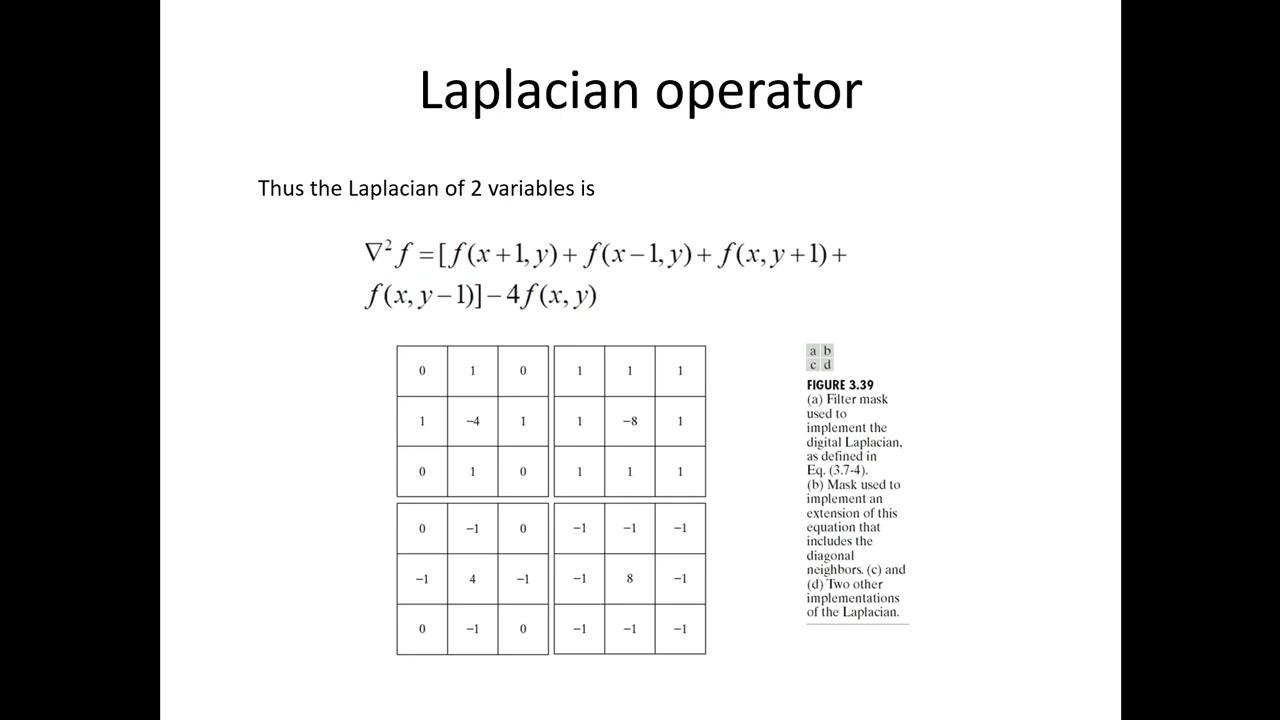 Laplacian operator
Thus the Laplacian of 2 variables is
∇² f = [ f(x+1, y) + f(x−1, y) + f(x, y+1) +
f(x, y−1)] − 4f(x, y)
0 1 0 1 1 1
1 −4 1 1 −8 1
0 1 0 1 1 1
0 −1 0 −1 −1 −1
−1 4 −1 −1 8 −1
0 −1 0 −1 −1 −1
a b
c d
FIGURE 3.39
(a) Filter mask
used to
implement the
digital Laplacian,
as defined in
Eq. (3.7-4).
(b) Mask used to
implement an
extension of this
equation that
includes the
diagonal
neighbors. (c) and
(d) Two other
implementations
of the Laplacian.